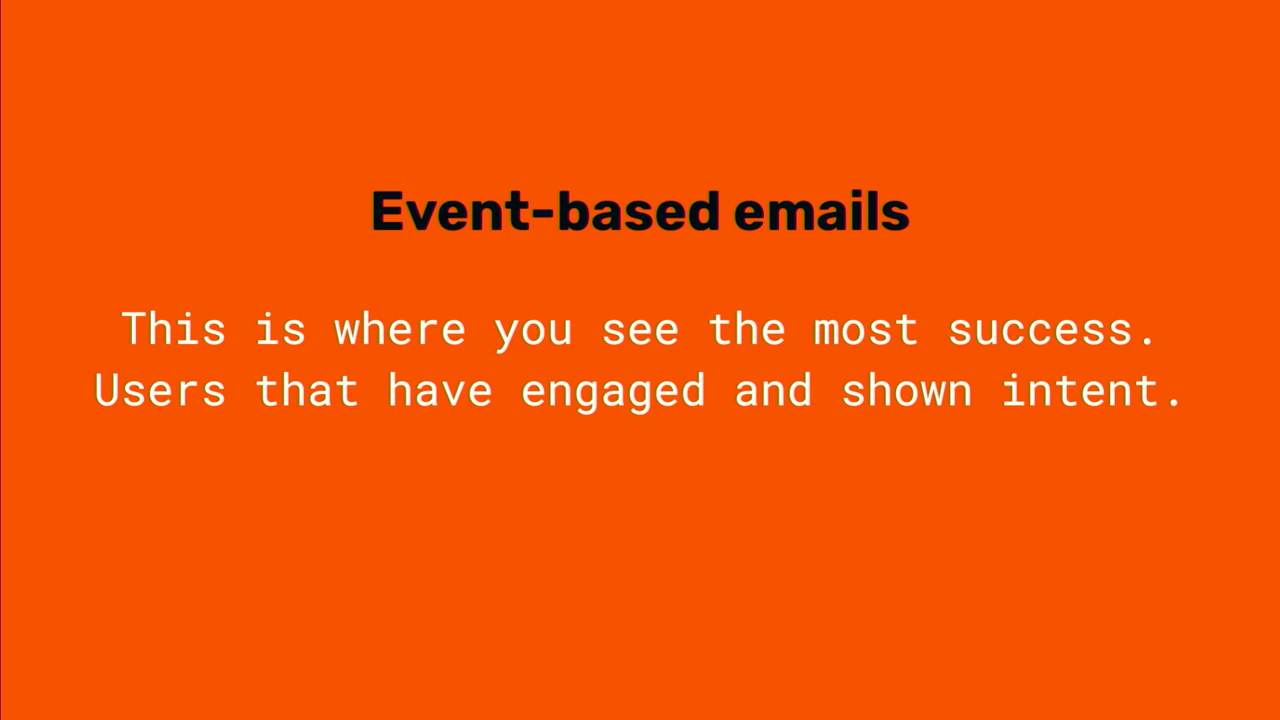 Event-based emails
This is where you see the most success.
Users that have engaged and shown intent.